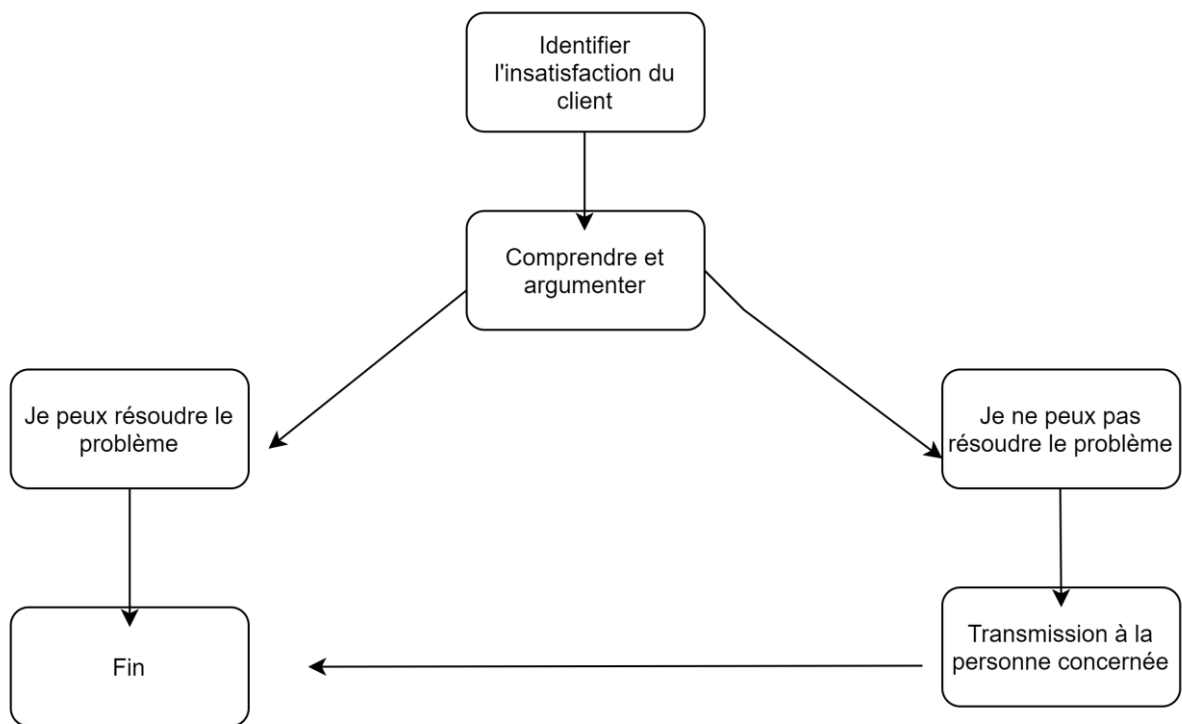 Identifier
l'insatisfaction du
client
Comprendre et
argumenter
Je peux résoudre le
problème
Je ne peux pas
résoudre le problème
Fin
Transmission à la
personne concernée